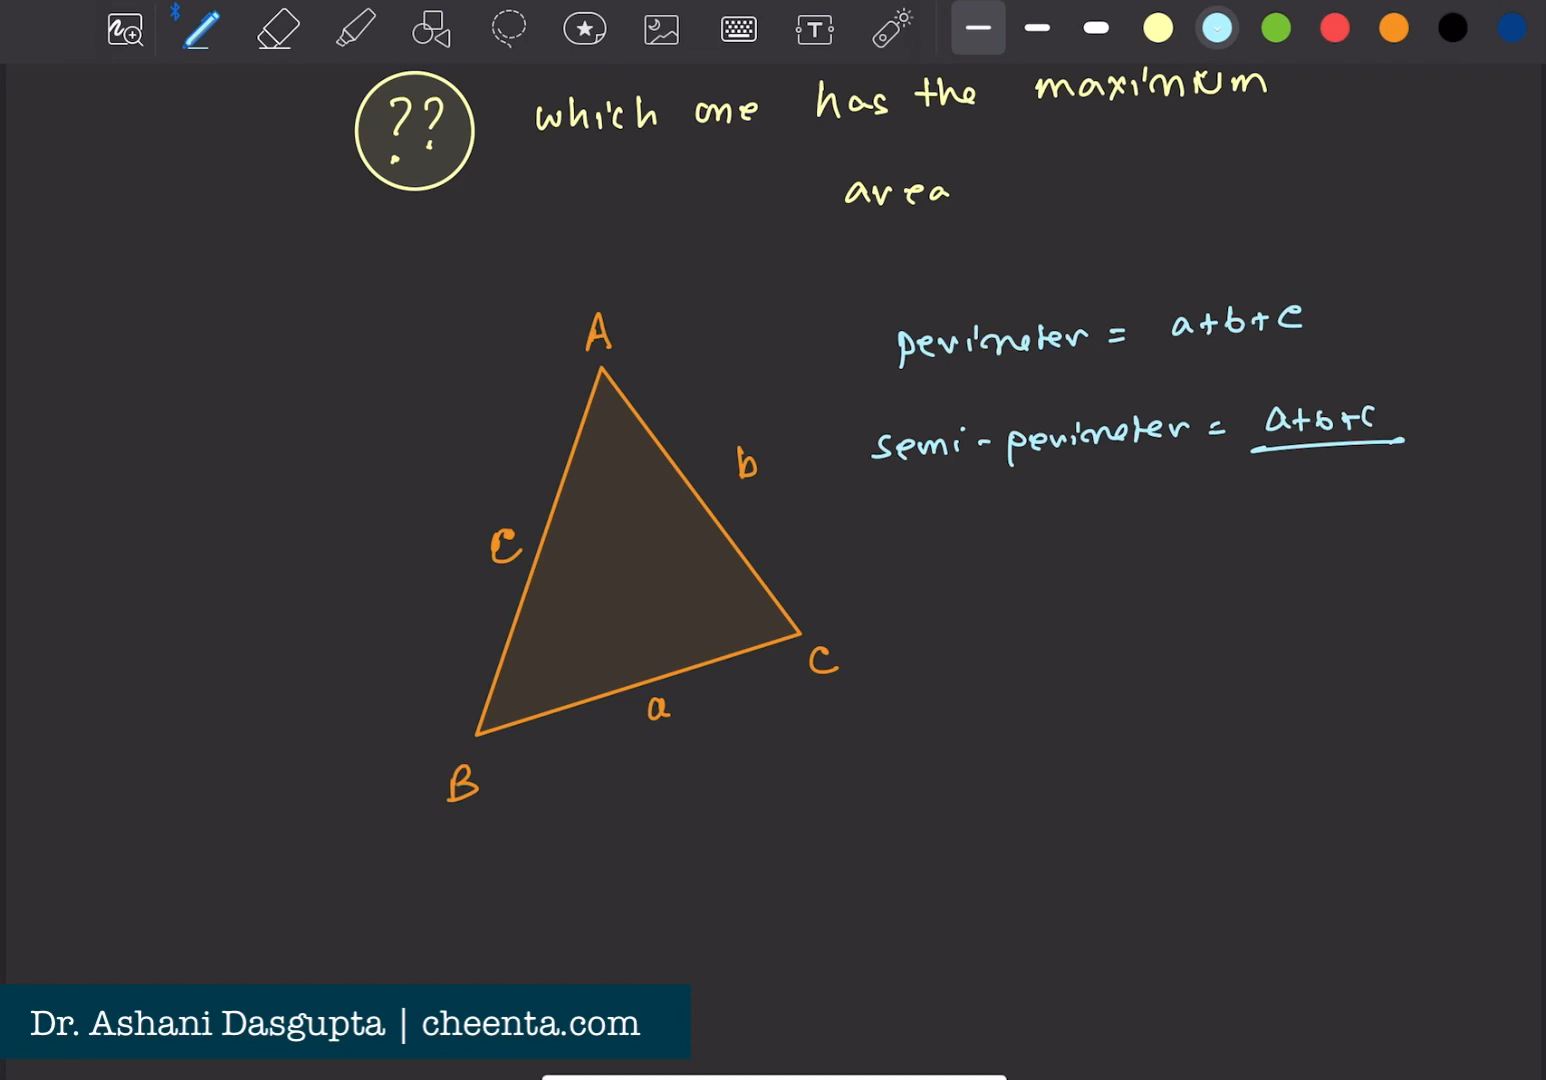 T
?? which one has the maximum
area
A
perimeter = a+b+c
semi-perimeter = a+b+c
b
c
C
a
B
Dr. Ashani Dasgupta | cheenta.com